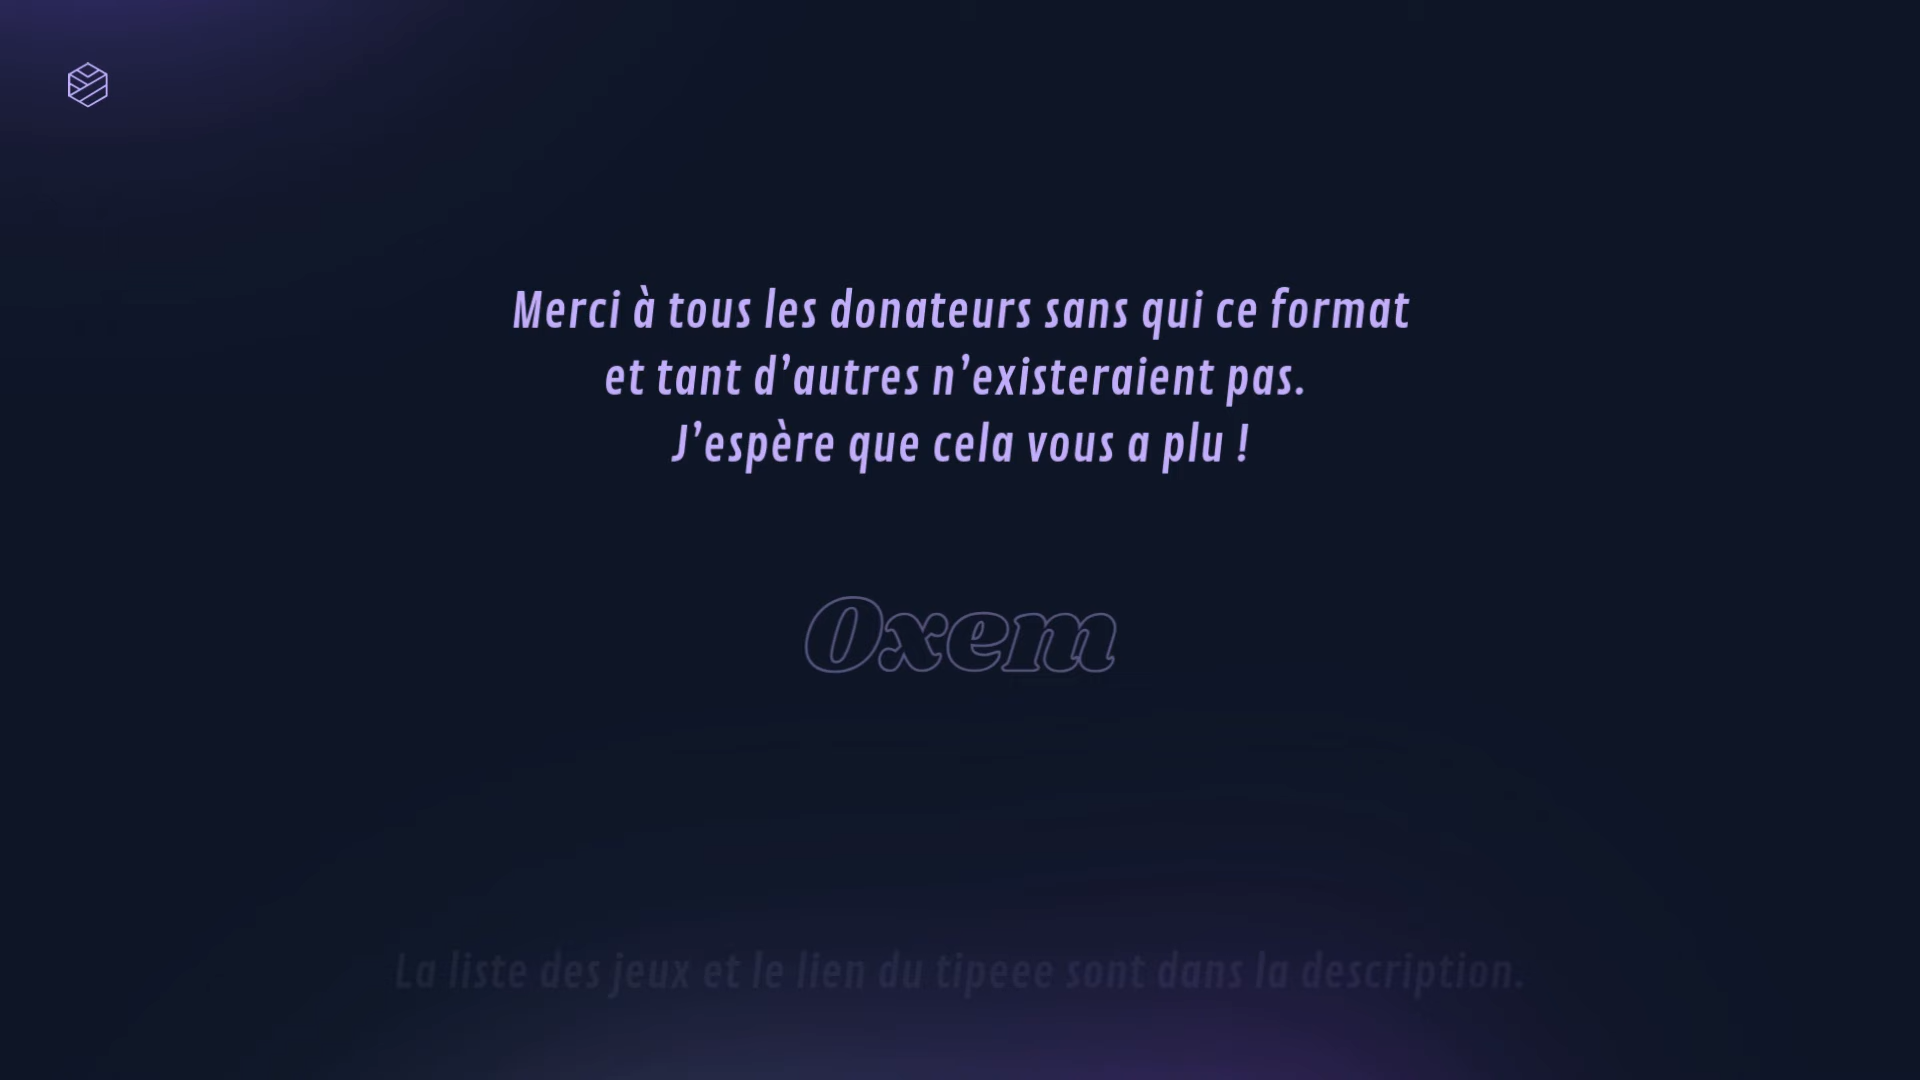 Merci à tous les donateurs sans qui ce format
et tant d’autres n’existeraient pas.
J’espère que cela vous a plu !
Oxem
La liste des jeux et le lien du tipeee sont dans la description.